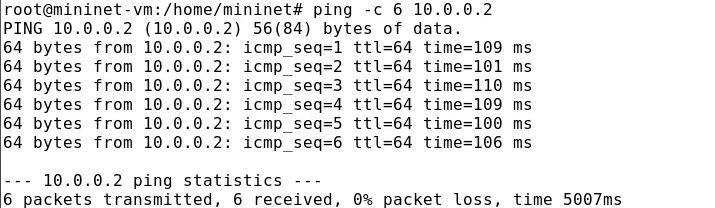 root@mininet-vm:/home/mininet# ping -c 6 10.0.0.2
PING 10.0.0.2 (10.0.0.2) 56(84) bytes of data.
64 bytes from 10.0.0.2: icmp_seq=1 ttl=64 time=109 ms
64 bytes from 10.0.0.2: icmp_seq=2 ttl=64 time=101 ms
64 bytes from 10.0.0.2: icmp_seq=3 ttl=64 time=110 ms
64 bytes from 10.0.0.2: icmp_seq=4 ttl=64 time=109 ms
64 bytes from 10.0.0.2: icmp_seq=5 ttl=64 time=100 ms
64 bytes from 10.0.0.2: icmp_seq=6 ttl=64 time=106 ms
--- 10.0.0.2 ping statistics ---
6 packets transmitted, 6 received, 0% packet loss, time 5007ms